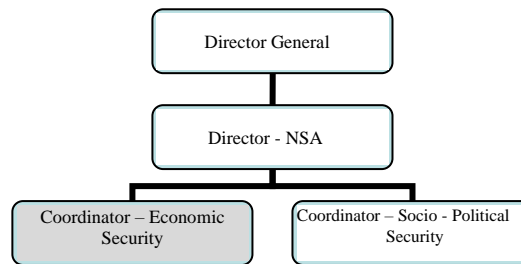 Director General
Director - NSA
Coordinator – Economic
Security
Coordinator – Socio - Political
Security